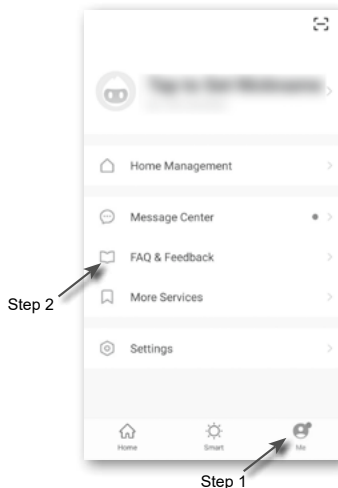 Home Management
Message Center
FAQ & Feedback
Step 2
More Services
Settings
Home
Smart
Me
Step 1